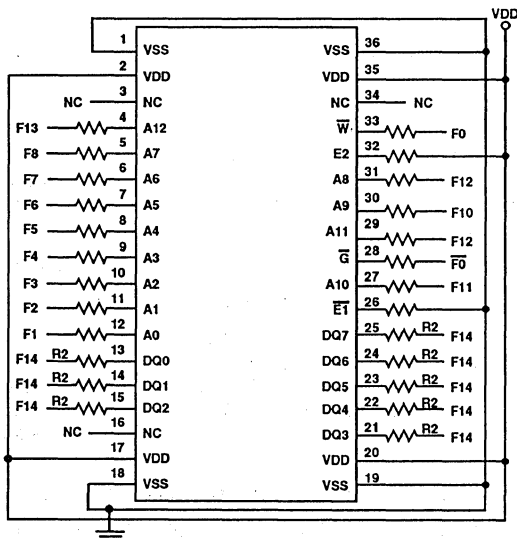 VDD
1 VSS VSS 36
2 VDD VDD 35
NC 3 NC NC 34 NC
F13 4 A12 W̅ 33 F0
F8 5 A7 E2 32
F7 6 A6 A8 31 F12
F6 7 A5 A9 30 F10
F5 8 A4 A11 29 F12
F4 9 A3 G̅ 28 F̅0̅
F3 10 A2 A10 27 F11
F2 11 A1 E̅1̅ 26
F1 12 A0 DQ7 25 R2 F14
F14 R2 13 DQ0 DQ6 24 R2 F14
F14 R2 14 DQ1 DQ5 23 R2 F14
F14 R2 15 DQ2 DQ4 22 R2 F14
NC 16 NC DQ3 21 R2 F14
17 VDD VDD 20
18 VSS VSS 19